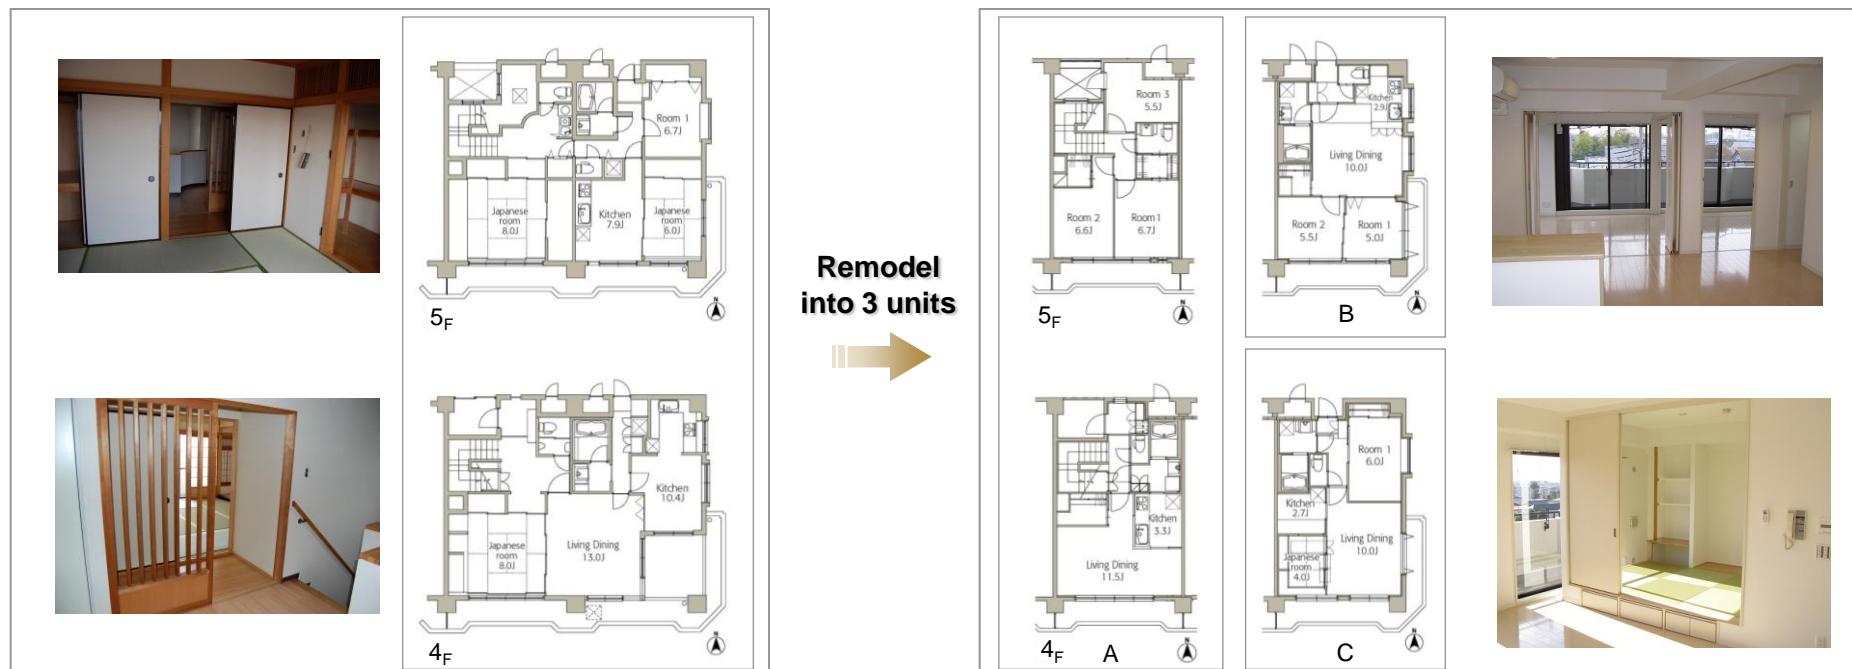 Room 1
6.7J
Japanese
room
8.0J
Kitchen
7.9J
Japanese
room
6.0J
N
5F
Kitchen
10.4J
Japanese
room
8.0J
Living Dining
13.0J
N
4F
Remodel
into 3 units
Room 3
5.5J
Room 2
6.6J
Room1
6.7J
N
5F
Living Dining
11.5J
Kitchen
3.3J
N
4F
A
Kitchen
2.9J
Living Dining
10.0J
Room 2
5.5J
Room 1
5.0J
N
B
Room 1
6.0J
Kitchen
2.7J
Living Dining
10.0J
Japanese
room
4.0J
N
C